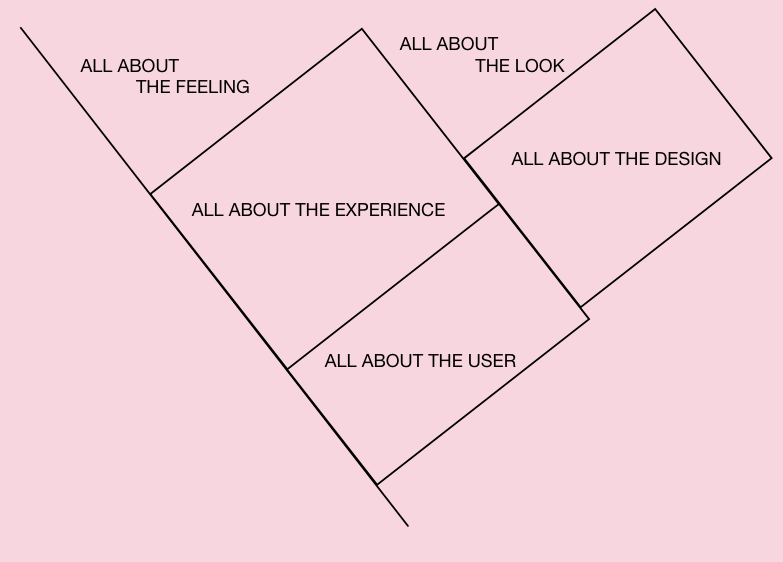 ALL ABOUT
THE FEELING
ALL ABOUT
THE LOOK
ALL ABOUT THE DESIGN
ALL ABOUT THE EXPERIENCE
ALL ABOUT THE USER